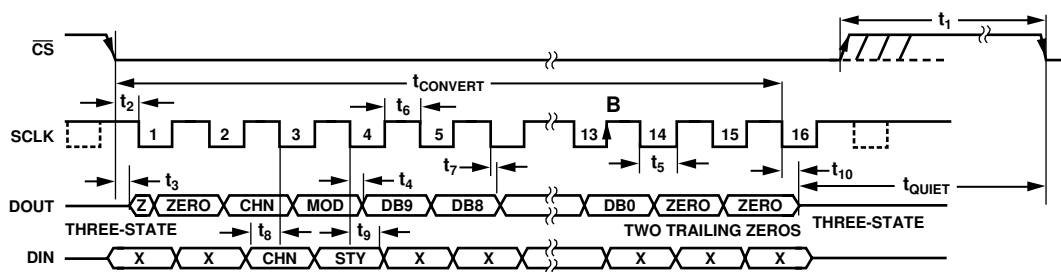 t1
CS
tCONVERT
t2 t6 B
SCLK 1 2 3 4 5 13 14 15 16
t7 t5
t3 t4 t10 tQUIET
DOUT Z ZERO CHN MOD DB9 DB8 DB0 ZERO ZERO
THREE-STATE t8 t9 TWO TRAILING ZEROS THREE-STATE
DIN X X CHN STY X X X X X